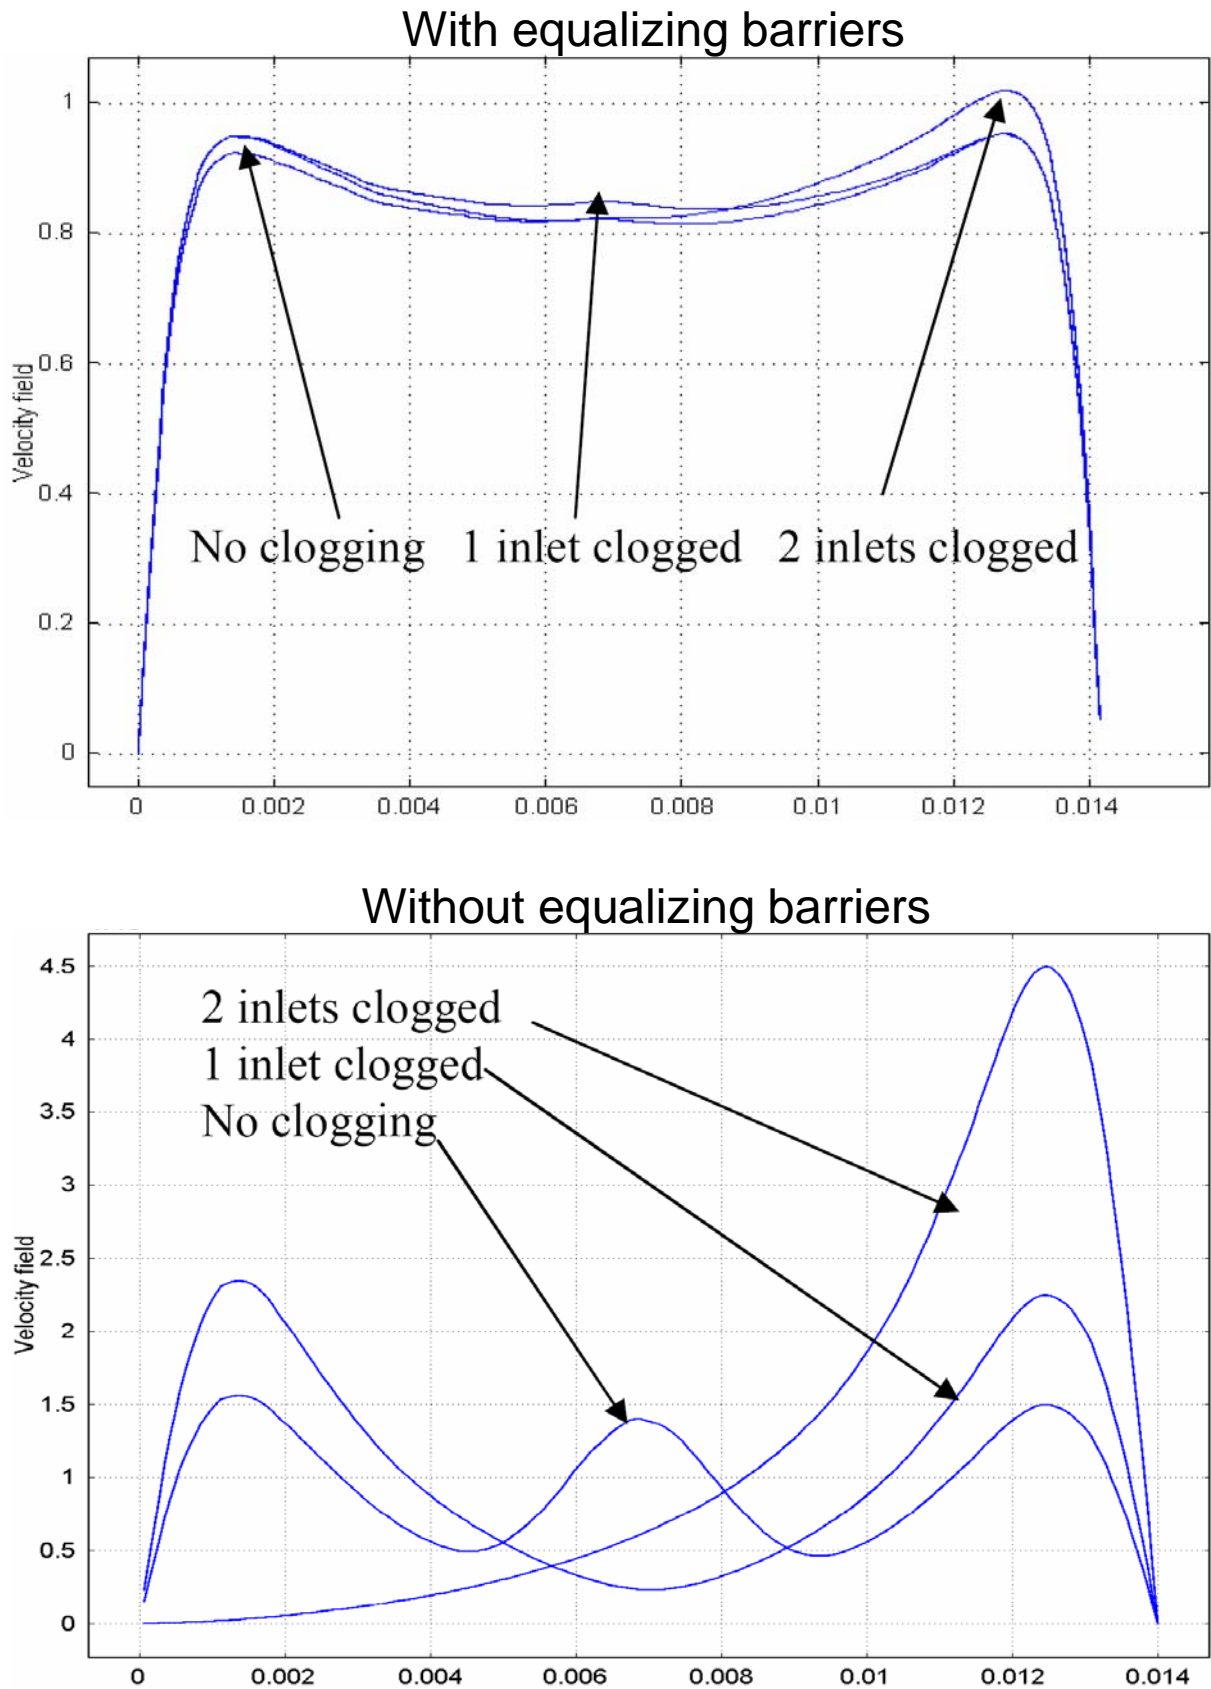 With equalizing barriers
1
0.8
0.6
Velocity field
0.4
No clogging 1 inlet clogged 2 inlets clogged
0.2
0
0 0.002 0.004 0.006 0.008 0.01 0.012 0.014
Without equalizing barriers
4.5
2 inlets clogged
4
1 inlet clogged
3.5
No clogging
3
2.5
Velocity field
2
1.5
1
0.5
0
0 0.002 0.004 0.006 0.008 0.01 0.012 0.014